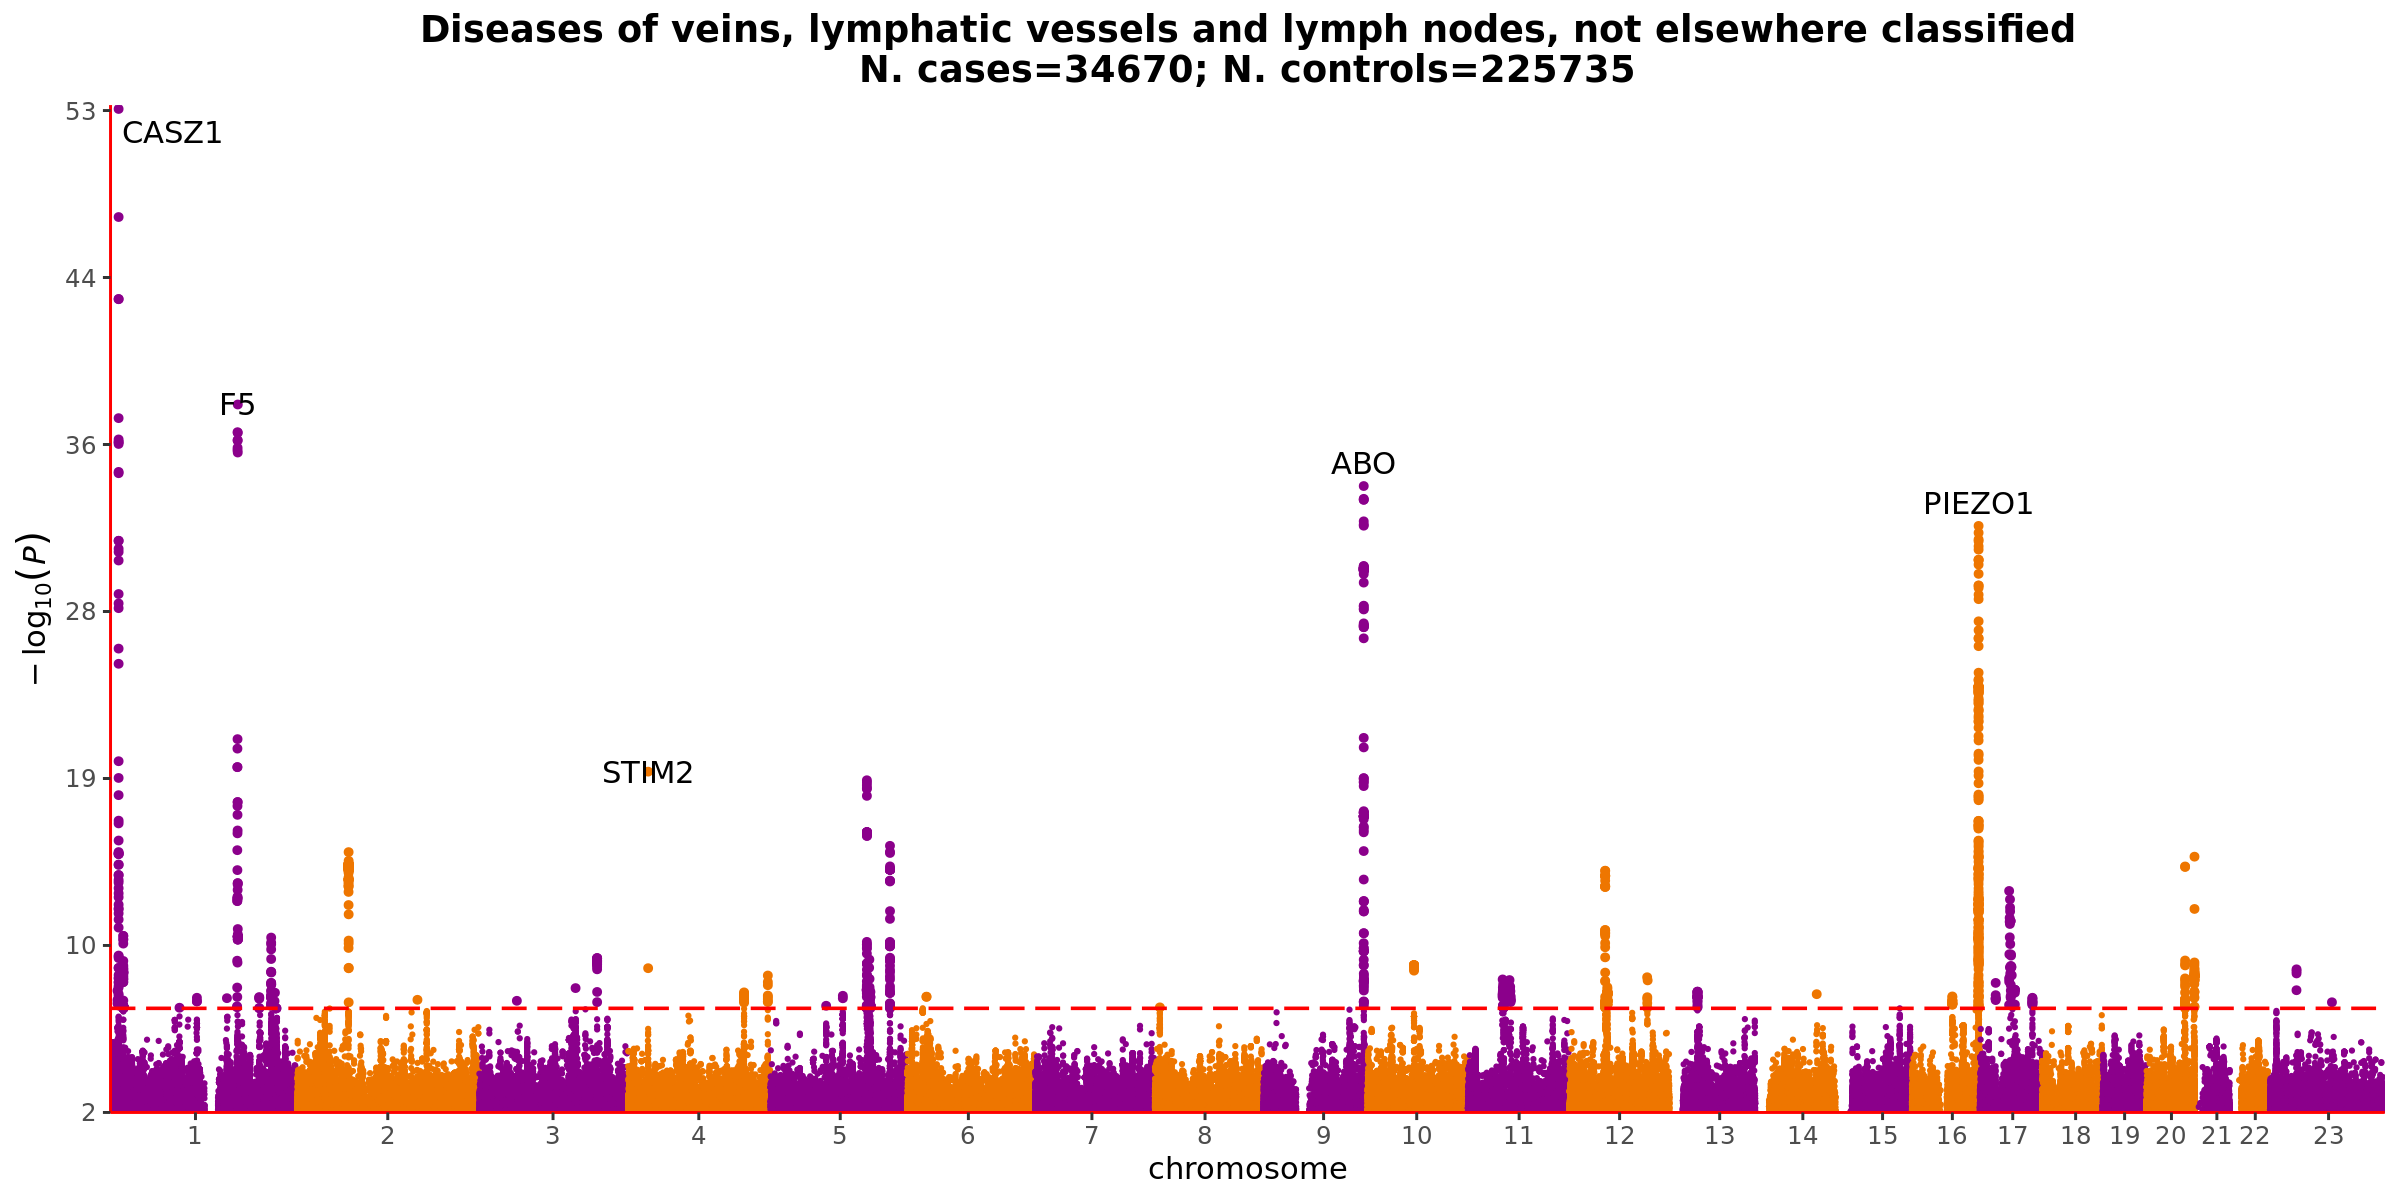 Diseases of veins, lymphatic vessels and lymph nodes, not elsewhere classified
N. cases=34670; N. controls=225735
53
CASZ1
44
F5
36
ABO
PIEZO1
28
−log10(P)
19
STIM2
10
2
1 2 3 4 5 6 7 8 9 10 11 12 13 14 15 16 17 18 19 20 21 22 23
chromosome